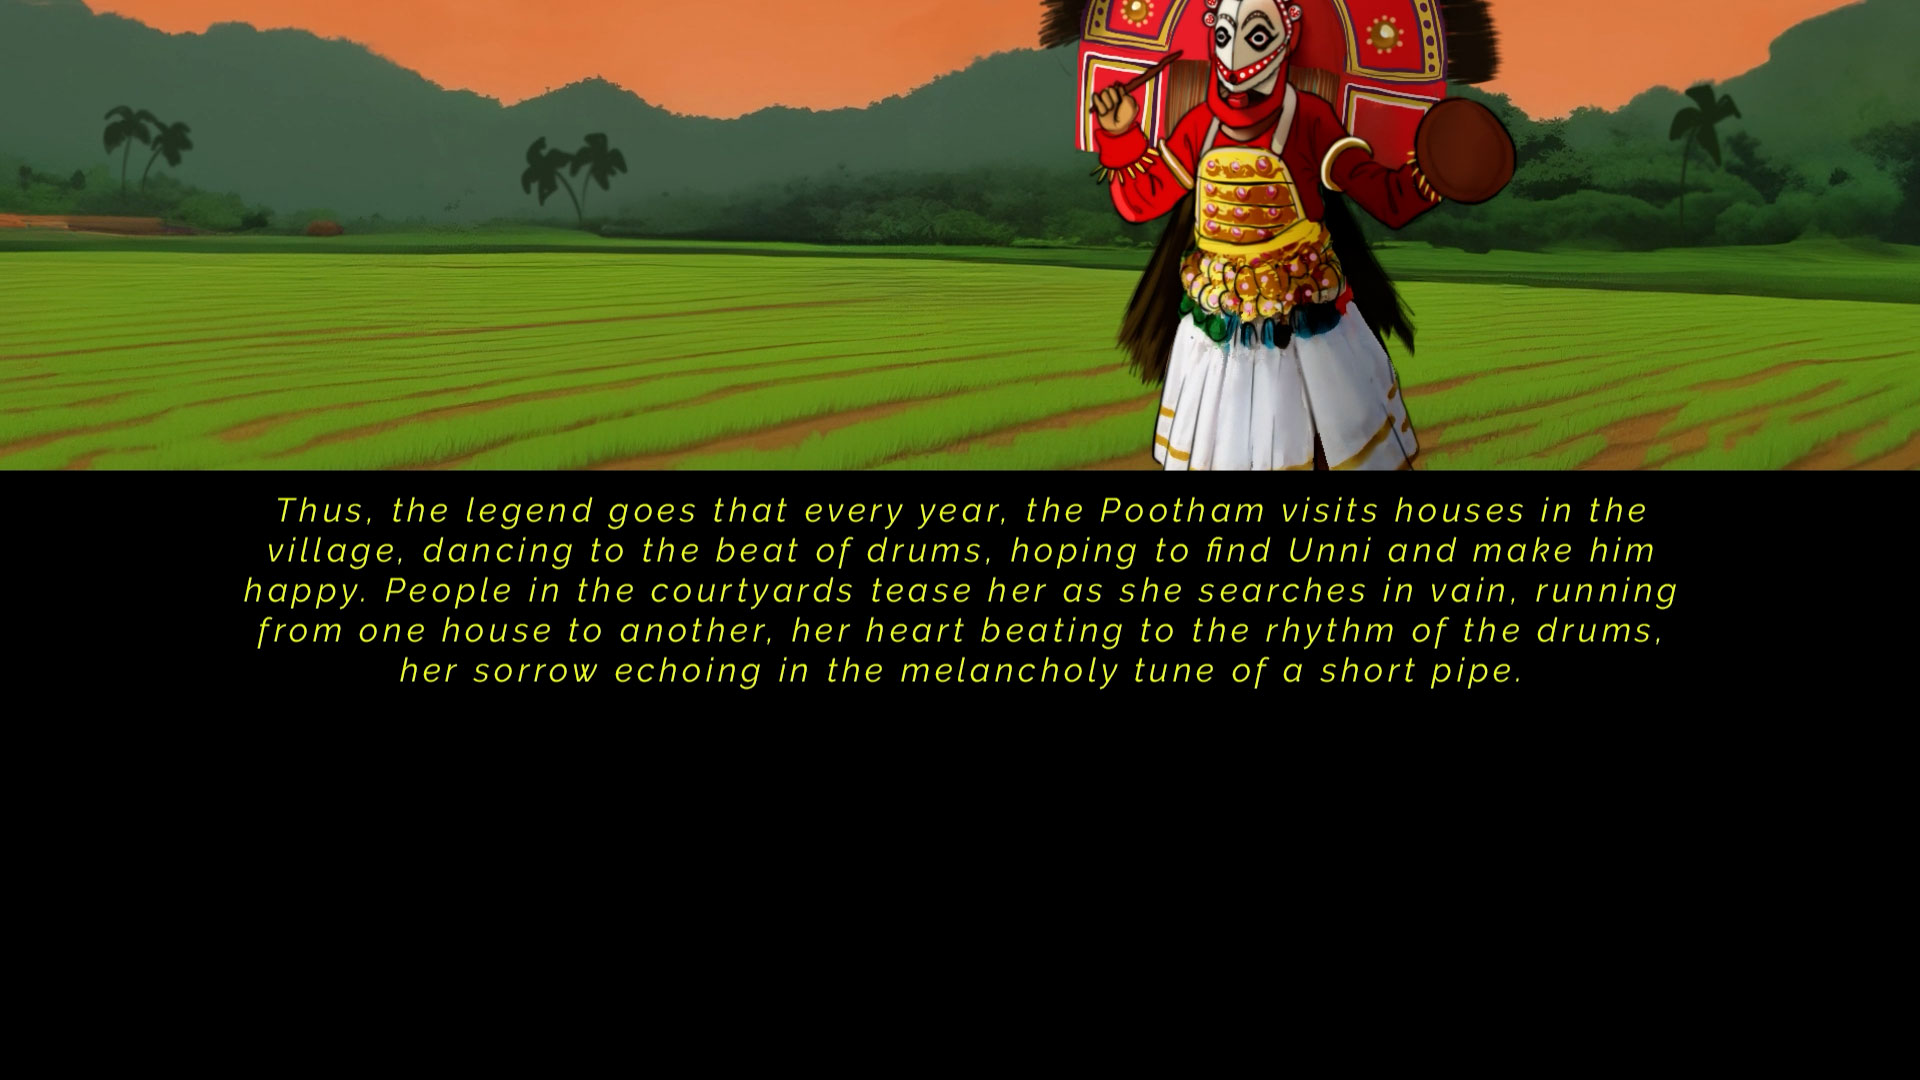 Thus, the legend goes that every year, the Pootham visits houses in the
village, dancing to the beat of drums, hoping to find Unni and make him
happy. People in the courtyards tease her as she searches in vain, running
from one house to another, her heart beating to the rhythm of the drums,
her sorrow echoing in the melancholy tune of a short pipe.